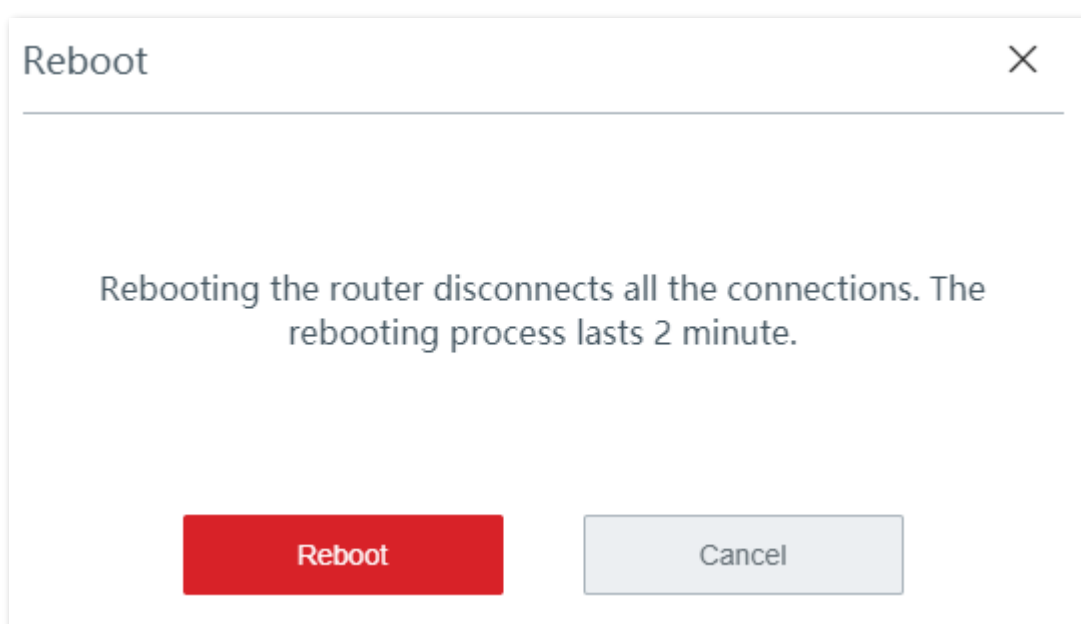 Reboot
Rebooting the router disconnects all the connections. The
rebooting process lasts 2 minute.
Reboot
Cancel